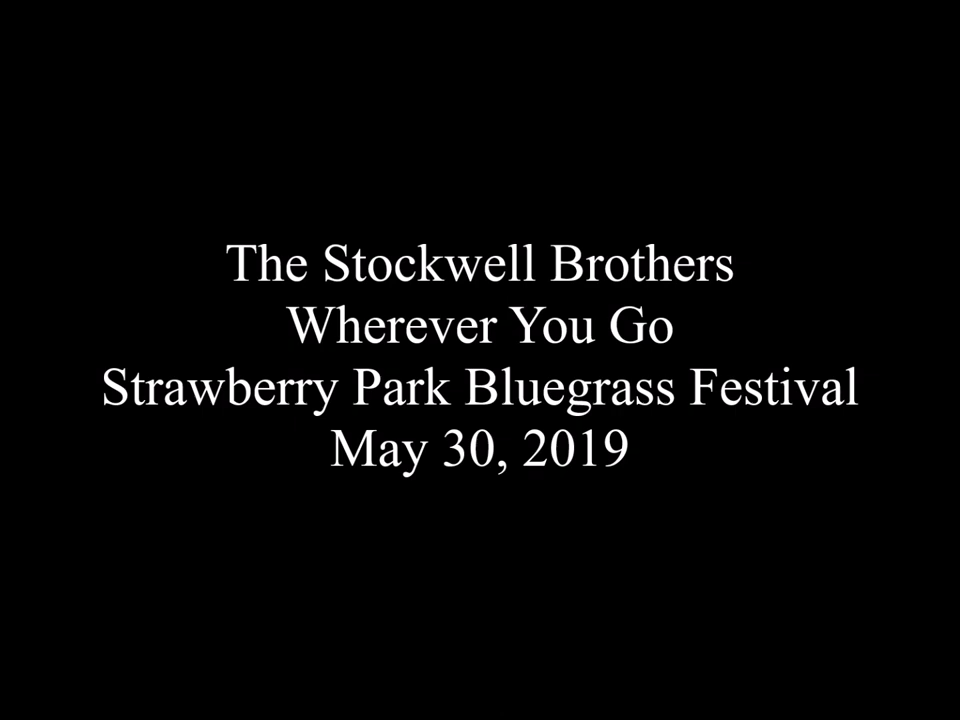 The Stockwell Brothers
Wherever You Go
Strawberry Park Bluegrass Festival
May 30, 2019